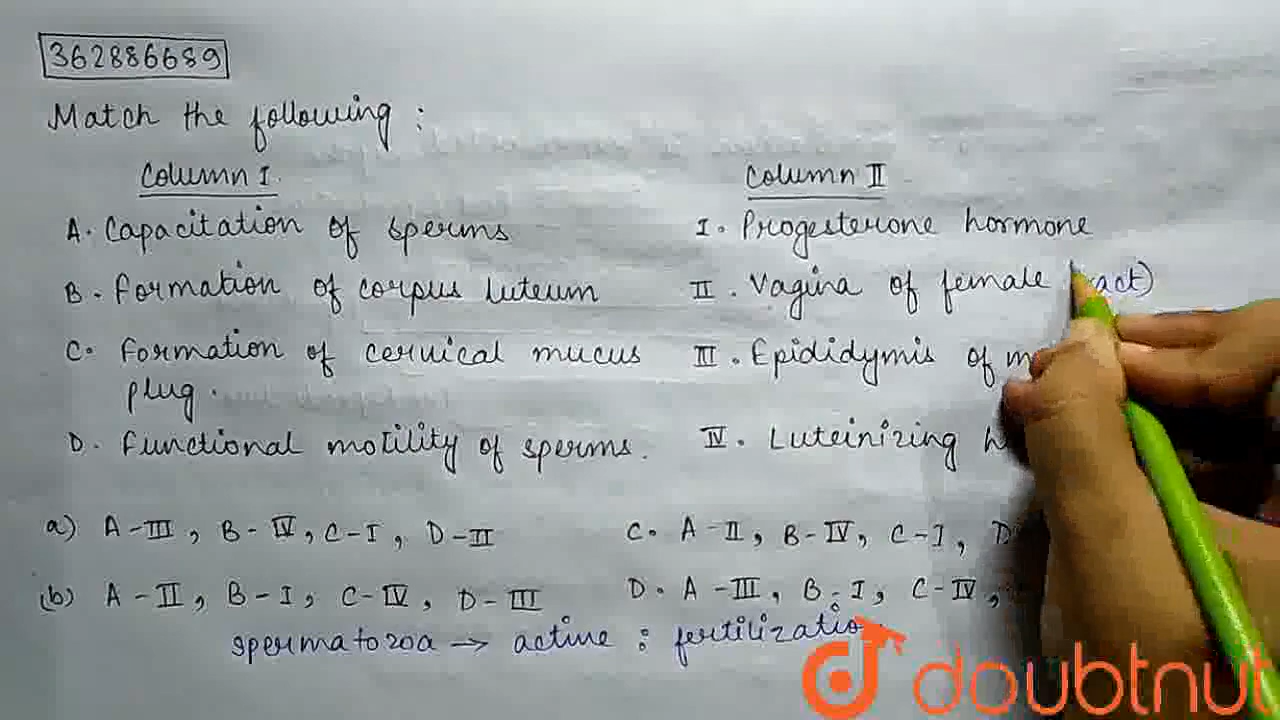 362886689
Match the following :
Column I. Column II
A. Capacitation of sperms I. Progesterone hormone
B. Formation of corpus luteum II. Vagina of female act)
C. Formation of cervical mucus III. Epididymis of
plug.
D. Functional motility of sperms. IV. Luteinizing
a) A-III, B-IV, C-I, D-II C. A-II, B-IV, C-I, D
(b) A-II, B-I, C-IV, D-III D. A-III, B-I, C-IV,
spermatozoa → active : fertilizatio
doubtnut